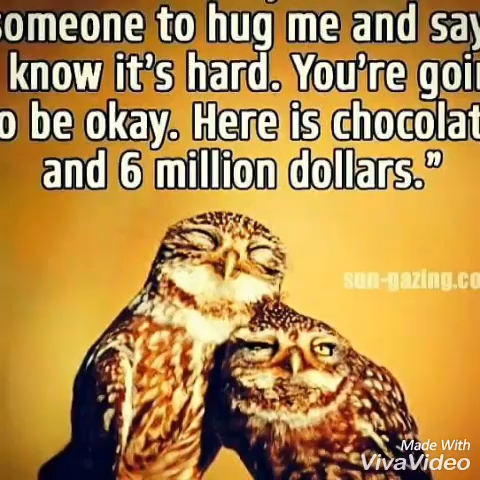 someone to hug me and say
know it's hard. You're goi
o be okay. Here is chocolat
and 6 million dollars.”
sun-gazing.co
Made With
VivaVideo